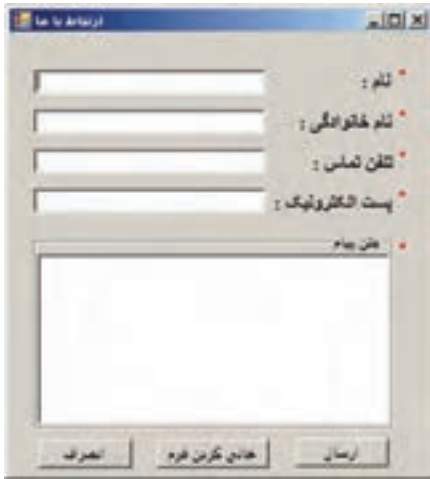 ارتباط با ما
* نام :
* نام خانوادگی :
* تلفن تماس :
* پست الکترونیک :
* متن پیام
ارسال
خالی کردن فرم
انصراف